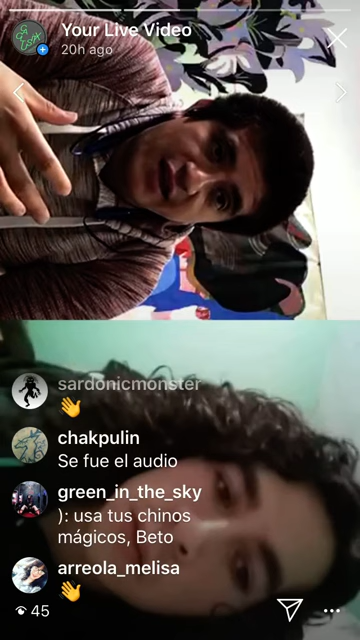 Your Live Video
20h ago
sardonicmonster
👋
chakpulin
Se fue el audio
green_in_the_sky
): usa tus chinos
mágicos, Beto
arreola_melisa
👋
45